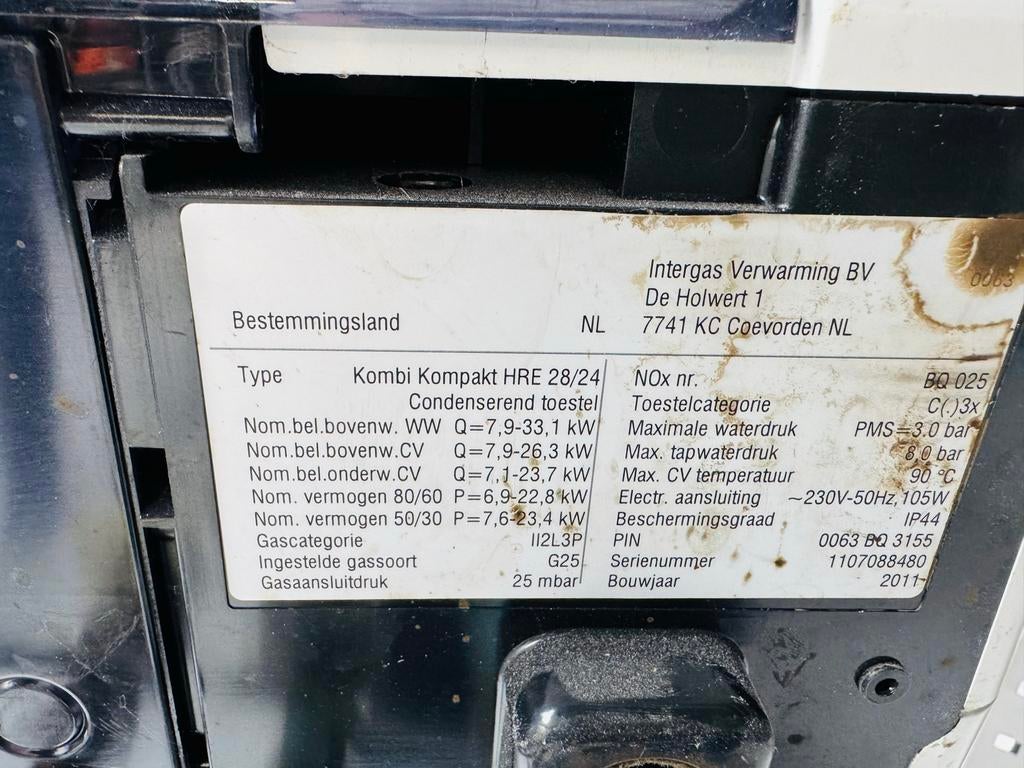 Intergas Verwarming BV
0063
De Holwert 1
Bestemmingsland NL 7741 KC Coevorden NL
Type Kombi Kompakt HRE 28/24
Condenserend toestel
Nom.bel.bovenw. WW Q=7,9-33,1 kW
Nom.bel.bovenw.CV Q=7,9-26,3 kW
Nom.bel.onderw.CV Q=7,1-23,7 kW
Nom. vermogen 80/60 P=6,9-22,8 kW
Nom. vermogen 50/30 P=7,6-23,4 kW
Gascategorie II2L3P
Ingestelde gassoort G25
Gasaansluitdruk 25 mbar
NOx nr. BQ 025
Toestelcategorie C(.)3x
Maximale waterdruk PMS=3.0 bar
Max. tapwaterdruk 8.0 bar
Max. CV temperatuur 90 °C
Electr. aansluiting ~230V-50Hz,105W
Beschermingsgraad IP44
PIN 0063 BQ 3155
Serienummer 1107088480
Bouwjaar 2011